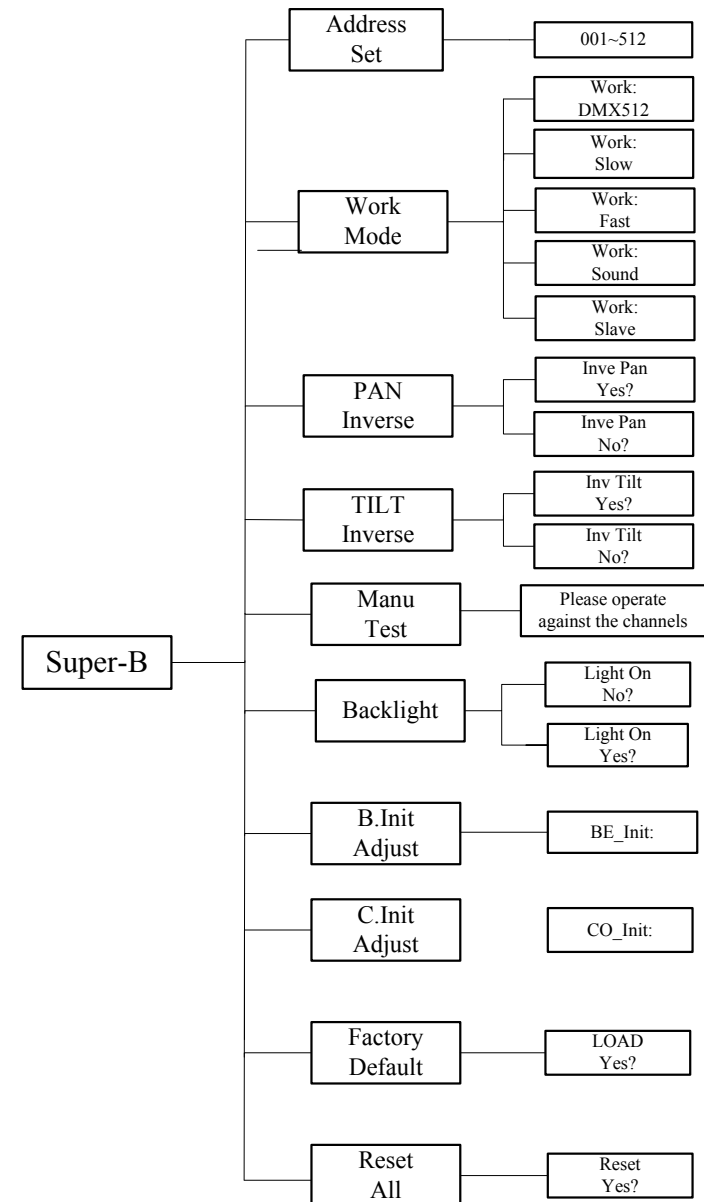 Address
Set
001~512
Work
Mode
Work:
DMX512
Work:
Slow
Work:
Fast
Work:
Sound
Work:
Slave
PAN
Inverse
Inve Pan
Yes?
Inve Pan
No?
TILT
Inverse
Inv Tilt
Yes?
Inv Tilt
No?
Manu
Test
Please operate
against the channels
Super-B
Backlight
Light On
No?
Light On
Yes?
B.Init
Adjust
BE_Init:
C.Init
Adjust
CO_Init:
Factory
Default
LOAD
Yes?
Reset
All
Reset
Yes?